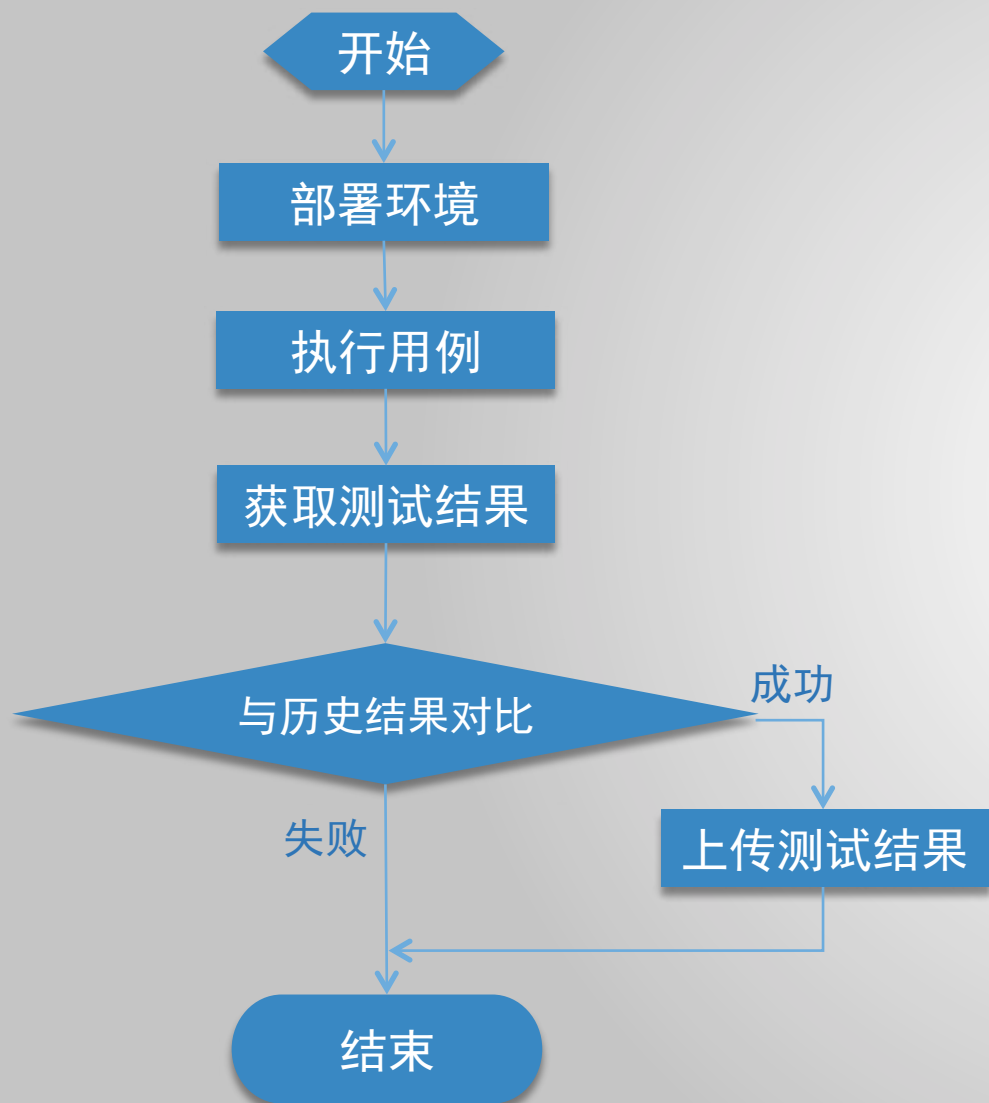 开始
部署环境
执行用例
获取测试结果
与历史结果对比
成功
失败
上传测试结果
结束